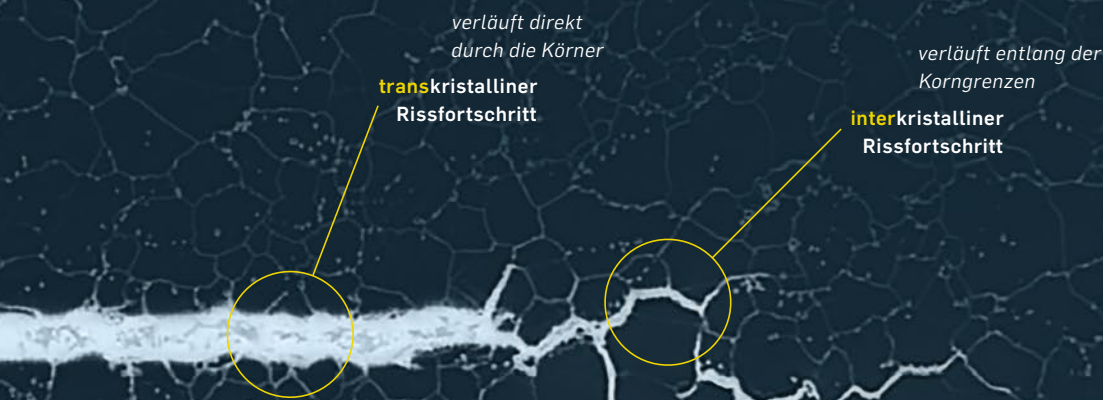 verläuft direkt
durch die Körner
transkristalliner
Rissfortschritt
verläuft entlang der
Korngrenzen
interkristalliner
Rissfortschritt